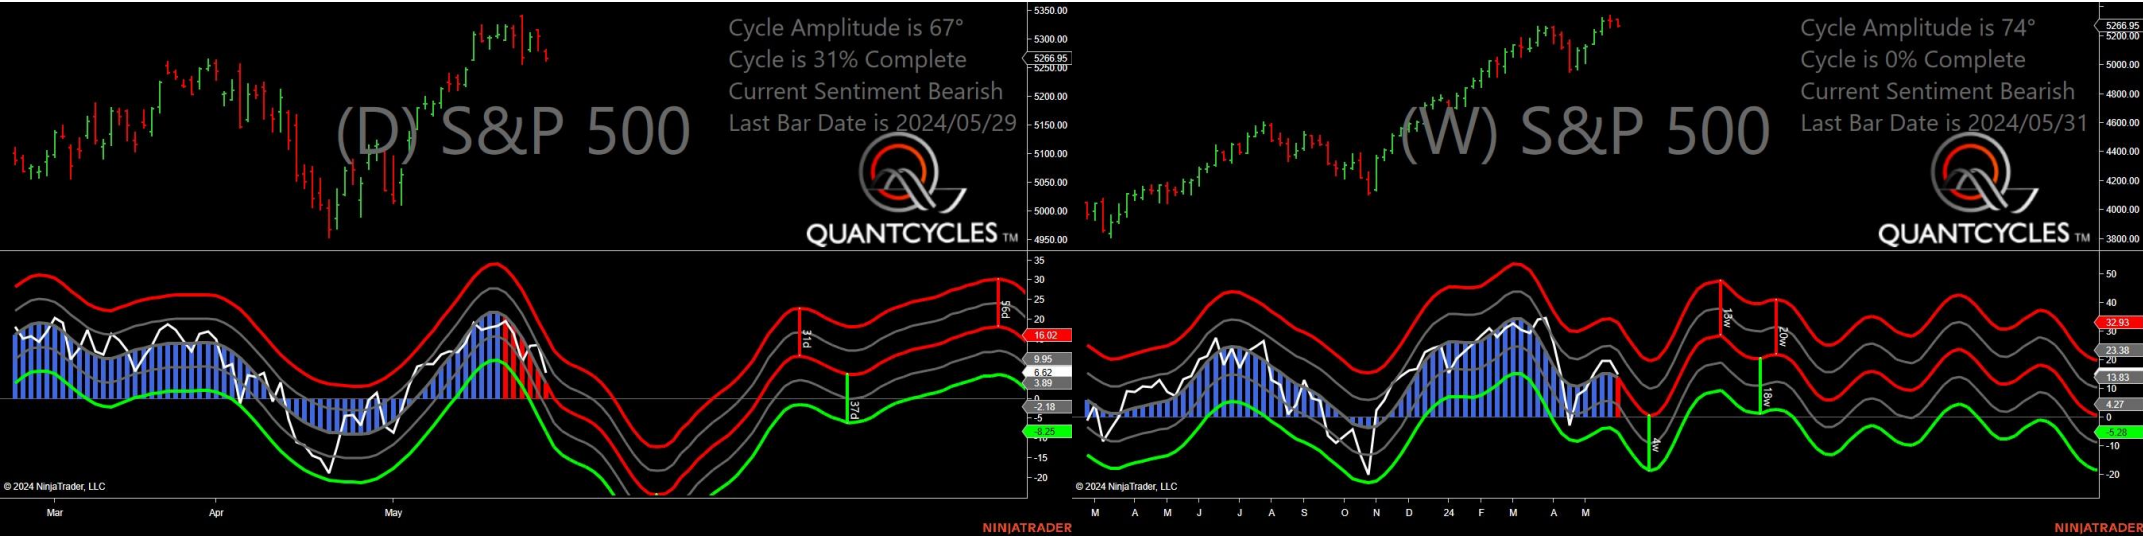 Cycle Amplitude is 67°
Cycle is 31% Complete
Current Sentiment Bearish
Last Bar Date is 2024/05/29
(D) S&P 500
QUANTCYCLES TM
5350.00
5300.00
5266.95
5250.00
5200.00
5150.00
5100.00
5050.00
5000.00
4950.00
35
30
25
20
16.02
9.95
6.62
3.89
0
-2.18
-5
-8.25
-10
-15
-20
31d
37d
56d
© 2024 NinjaTrader, LLC
Mar
Apr
May
NINJATRADER
Cycle Amplitude is 74°
Cycle is 0% Complete
Current Sentiment Bearish
Last Bar Date is 2024/05/31
(W) S&P 500
QUANTCYCLES TM
5266.95
5200.00
5000.00
4800.00
4600.00
4400.00
4200.00
4000.00
3800.00
50
40
32.93
30
23.38
20
13.83
10
4.27
0
-5.28
-10
-20
4w
18w
20w
© 2024 NinjaTrader, LLC
M A M J J A S O N D 24 F M A M
NINJATRADER